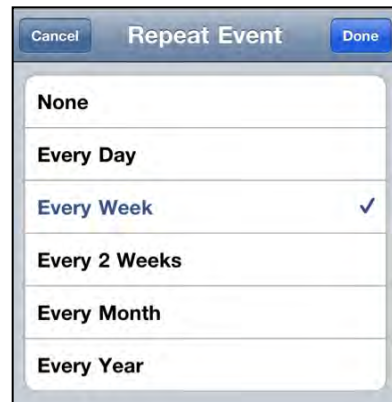 Cancel Repeat Event Done
None
Every Day
Every Week
Every 2 Weeks
Every Month
Every Year